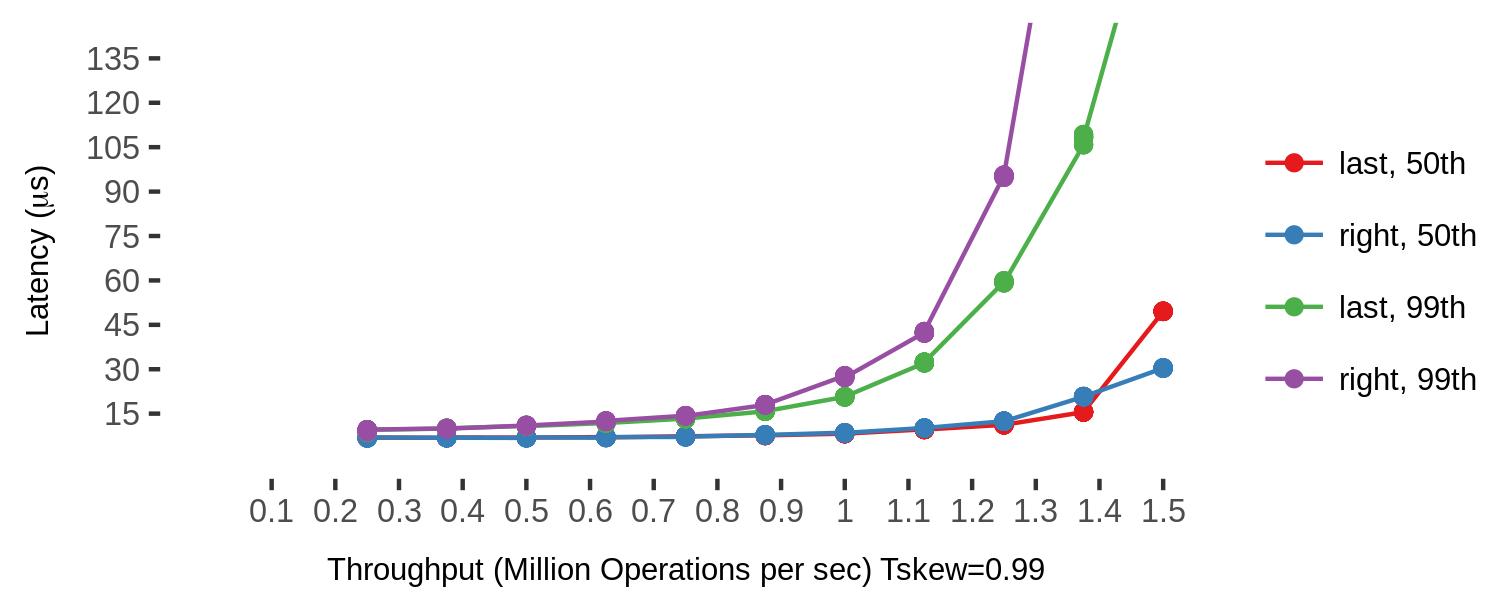 135
120
105
90
75
60
45
30
15
Latency (μs)
0.1 0.2 0.3 0.4 0.5 0.6 0.7 0.8 0.9 1 1.1 1.2 1.3 1.4 1.5
Throughput (Million Operations per sec) Tskew=0.99
last, 50th
right, 50th
last, 99th
right, 99th